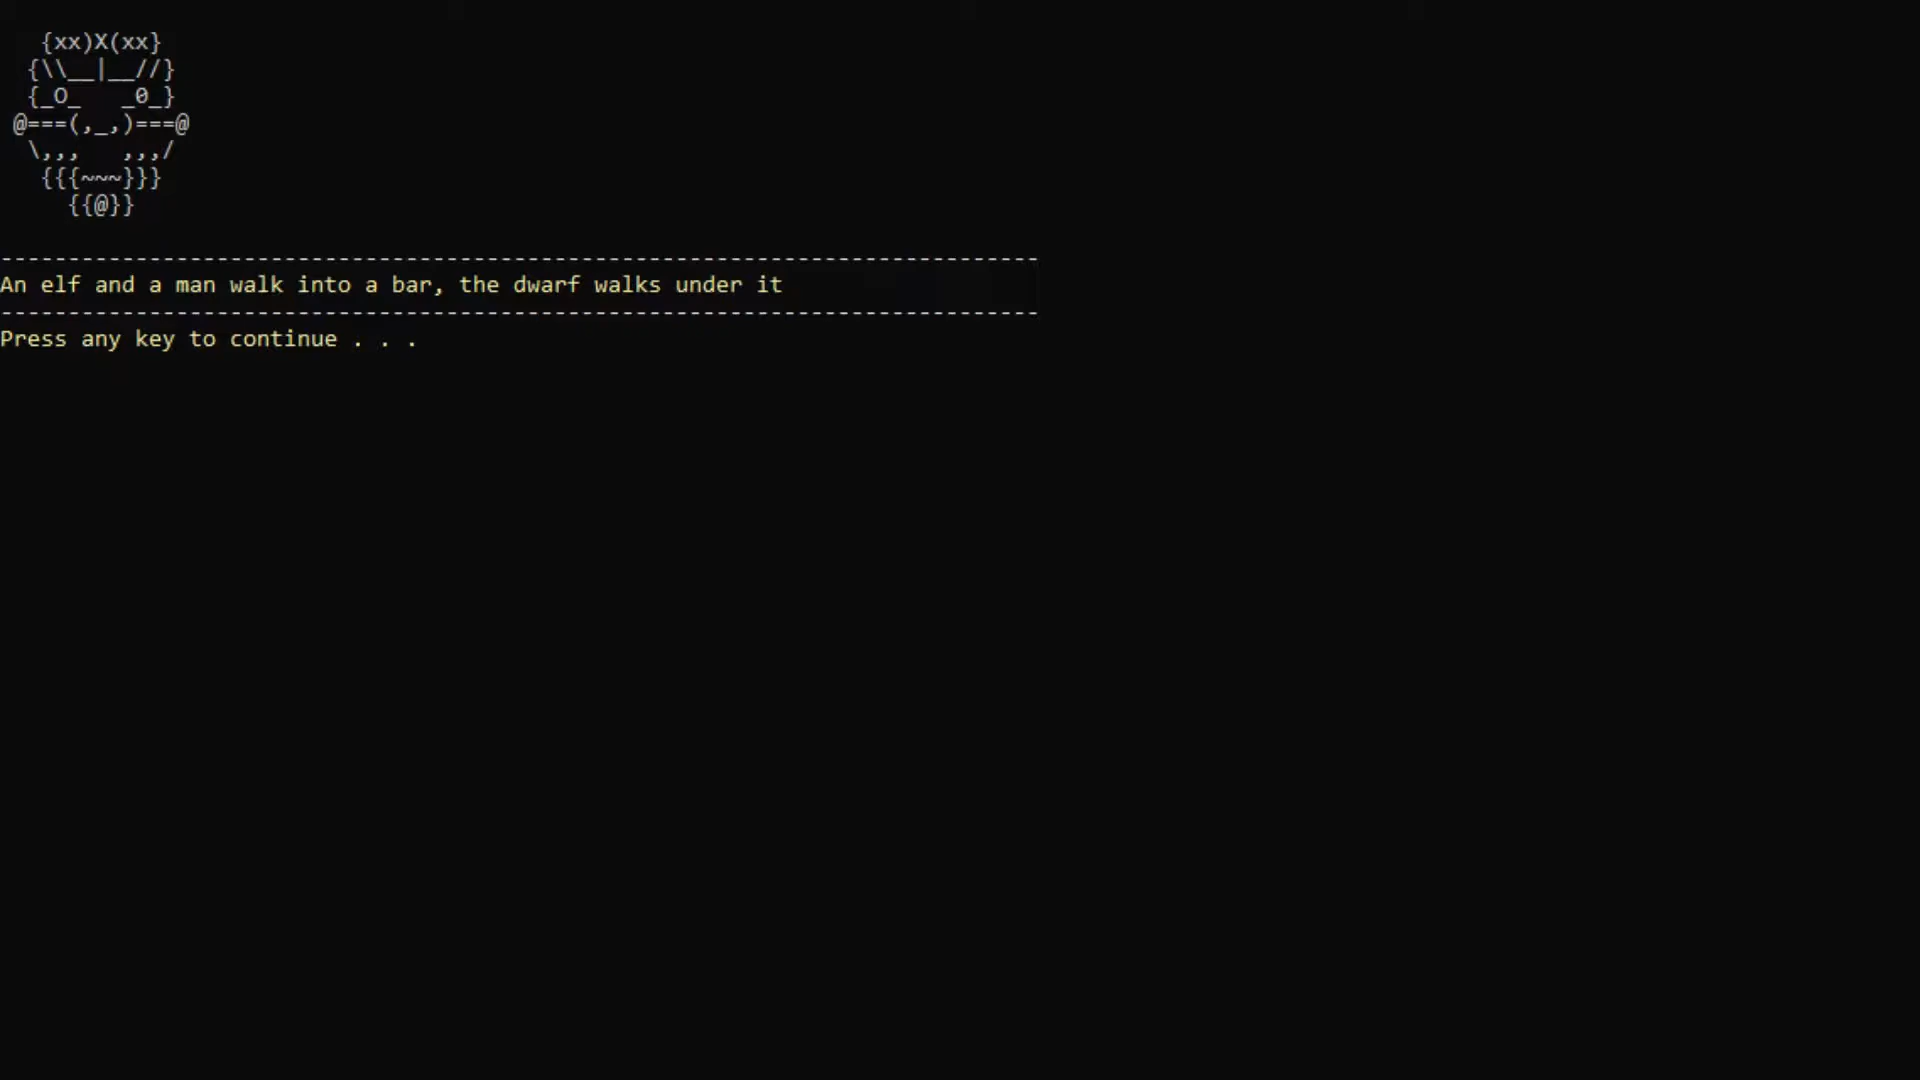 {xx)X(xx}
{\\__|__//}
{_O_   _0_}
@===(,_,)===@
\,,,   ,,,/
{{{~~~}}}
{{@}}
-----------------------------------------------------------------------------
An elf and a man walk into a bar, the dwarf walks under it
-----------------------------------------------------------------------------
Press any key to continue . . .